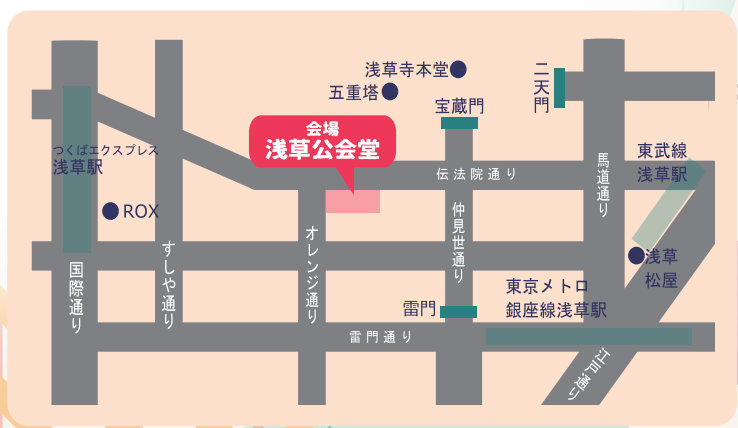 浅草寺本堂
五重塔
宝蔵門
二天門
会場
浅草公会堂
つくばエクスプレス
浅草駅
ROX
伝法院通り
馬道通り
東武線
浅草駅
国際通り
すしや通り
オレンジ通り
仲見世通り
浅草
松屋
東京メトロ
銀座線浅草駅
雷門
雷門通り
江戸通り